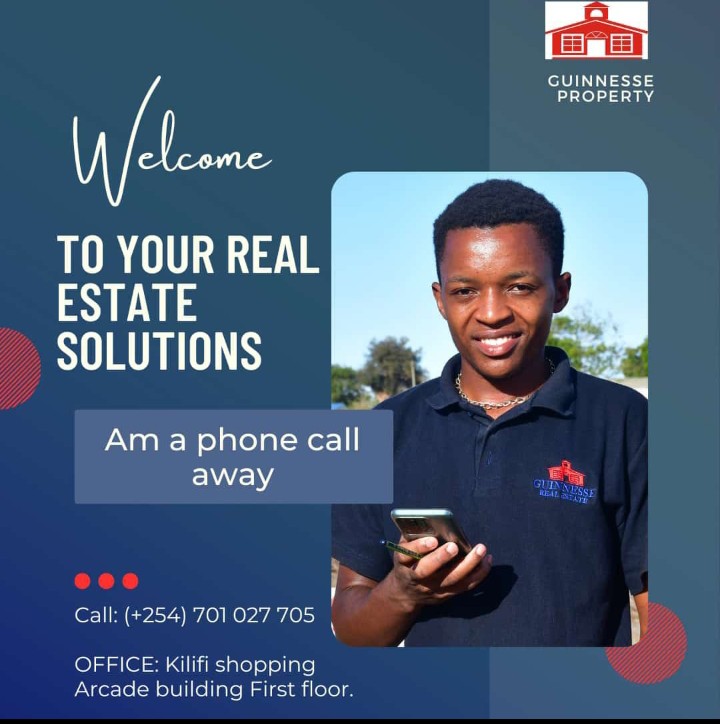 GUINNESSE
PROPERTY
Welcome
TO YOUR REAL
ESTATE
SOLUTIONS
Am a phone call
away
GUINNESSE
REAL ESTATE
Call: (+254) 701 027 705
OFFICE: Kilifi shopping
Arcade building First floor.